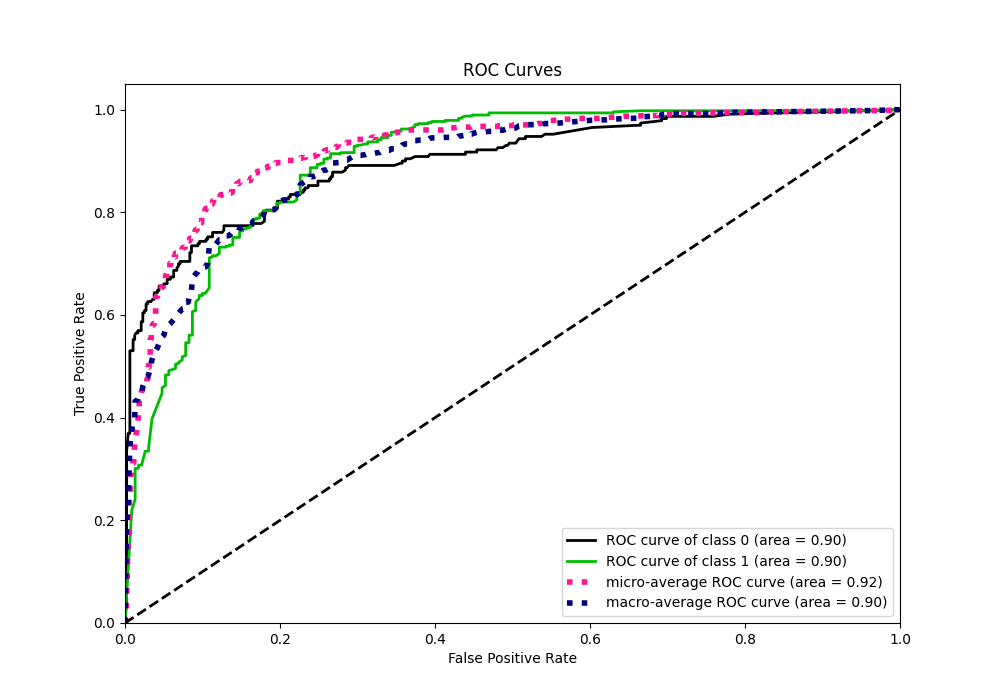 ROC Curves
True Positive Rate
1.0
0.8
0.6
0.4
0.2
0.0
0.0 0.2 0.4 0.6 0.8 1.0
False Positive Rate
ROC curve of class 0 (area = 0.90)
ROC curve of class 1 (area = 0.90)
micro-average ROC curve (area = 0.92)
macro-average ROC curve (area = 0.90)